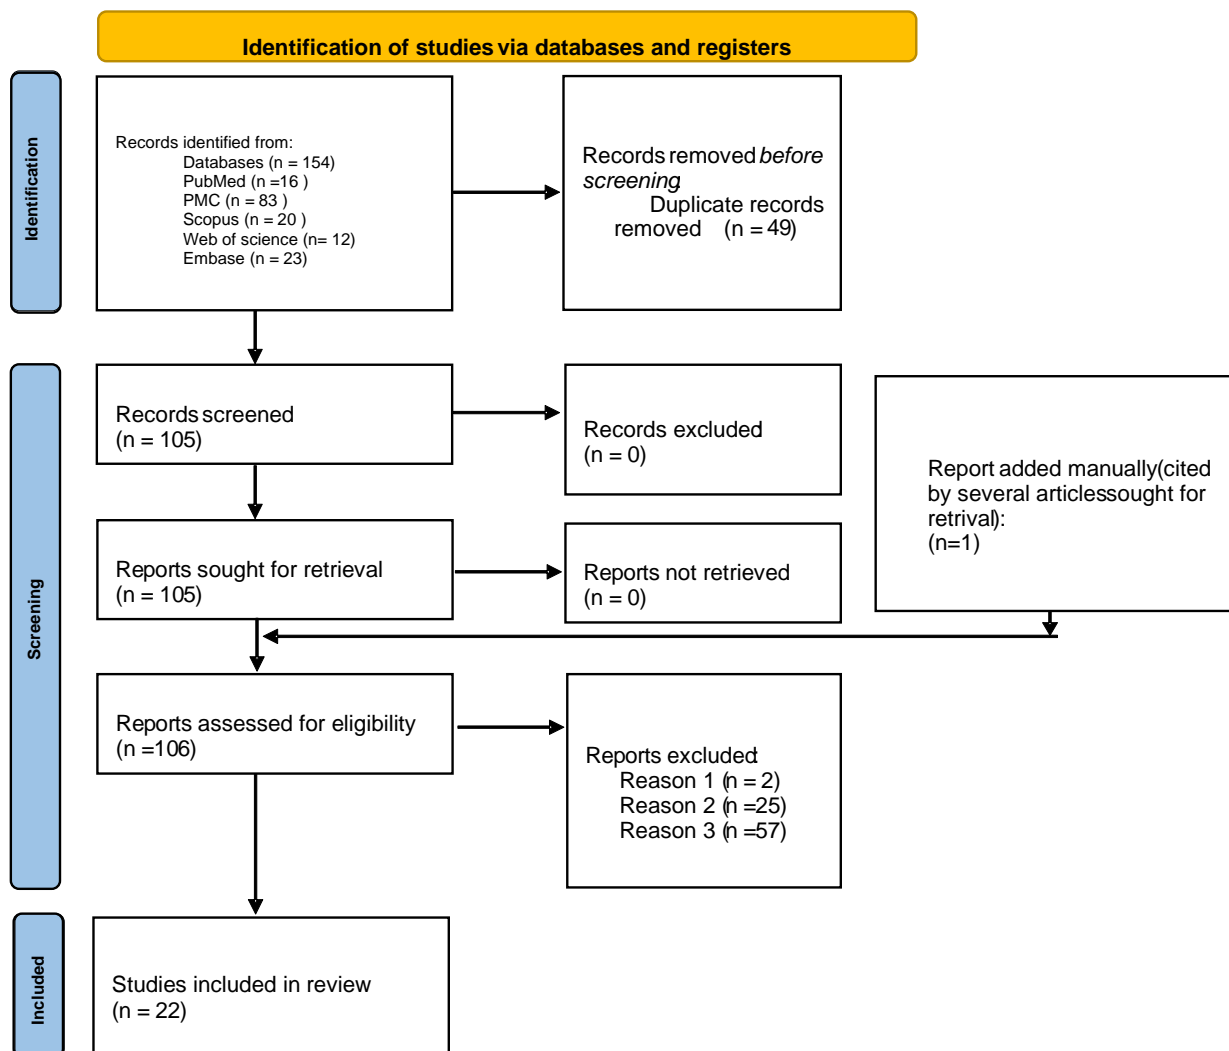 Identification of studies via databases and registers
Identification
Records identified from:
Databases (n = 154)
PubMed (n =16 )
PMC (n = 83 )
Scopus (n = 20 )
Web of science (n= 12)
Embase (n = 23)
Records removed before
screening:
Duplicate records
removed (n = 49)
Screening
Records screened
(n = 105)
Records excluded
(n = 0)
Report added manually(cited
by several articlessought for
retrival):
(n=1)
Reports sought for retrieval
(n = 105)
Reports not retrieved
(n = 0)
Reports assessed for eligibility
(n =106)
Reports excluded:
Reason 1 (n = 2)
Reason 2 (n =25)
Reason 3 (n =57)
Included
Studies included in review
(n = 22)